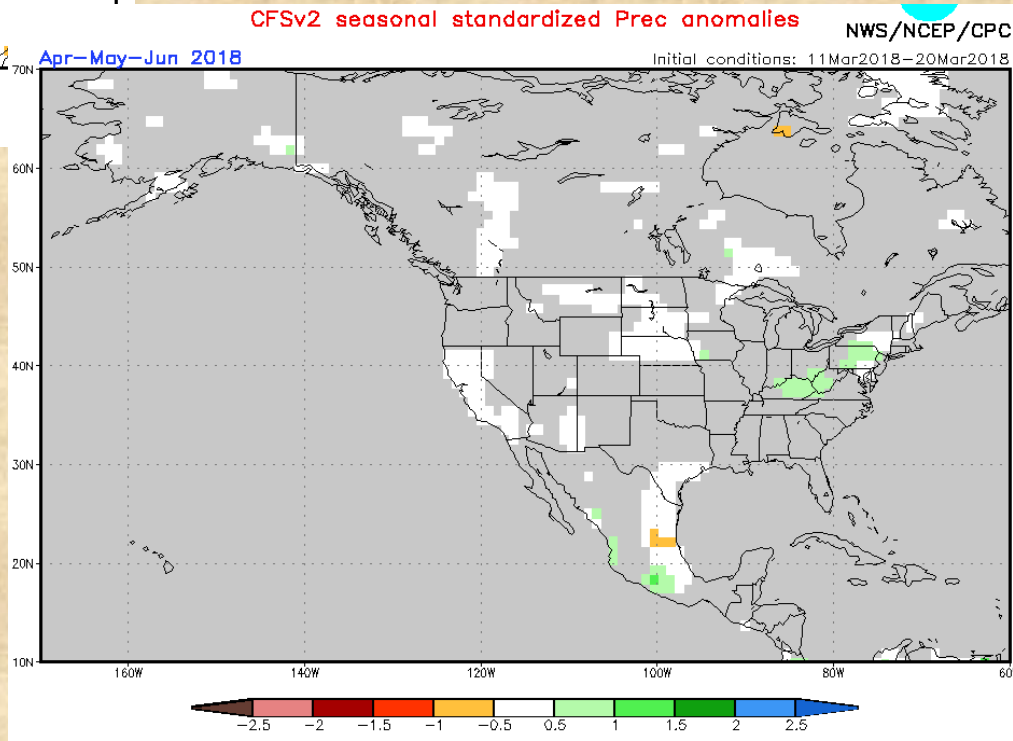 CFSv2 seasonal standardized Prec anomalies
NWS/NCEP/CPC
Apr-May-Jun 2018
Initial conditions: 11Mar2018-20Mar2018
70N
60N
50N
40N
30N
20N
10N
160W 140W 120W 100W 80W 60
-2.5 -2 -1.5 -1 -0.5 0.5 1 1.5 2 2.5